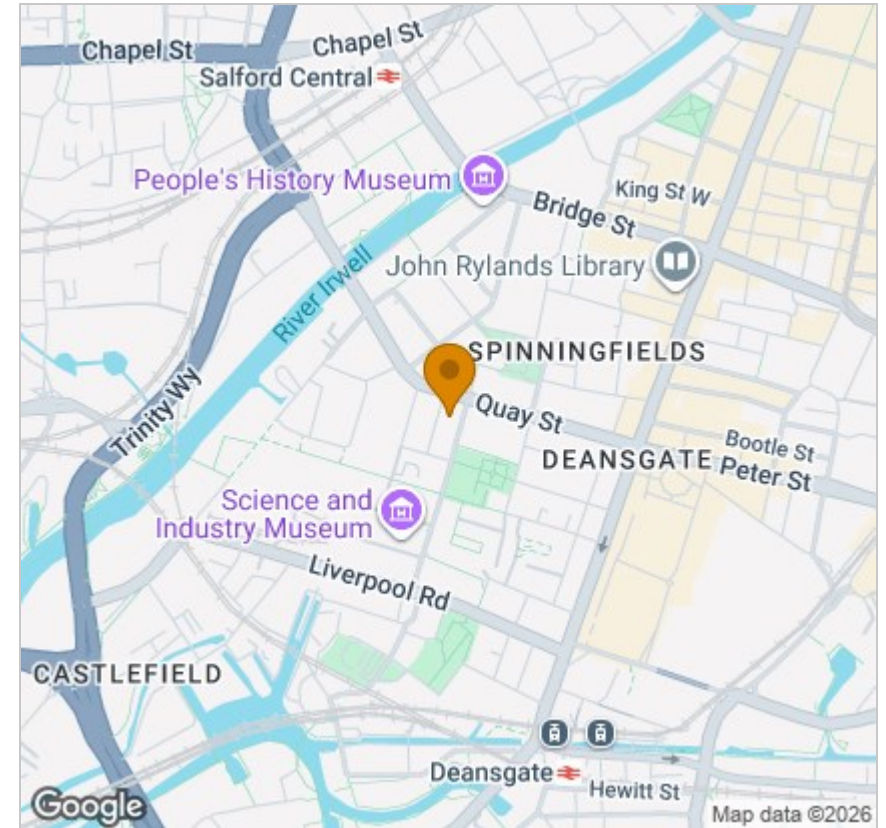 Chapel St
Chapel St
Salford Central
People's History Museum
King St W
Bridge St
John Rylands Library
River Irwell
SPINNINGFIELDS
Trinity Wy
Quay St
Bootle St
DEANSGATE
Peter St
Science and
Industry Museum
Liverpool Rd
CASTLEFIELD
Deansgate
Hewitt St
Google
Map data ©2026